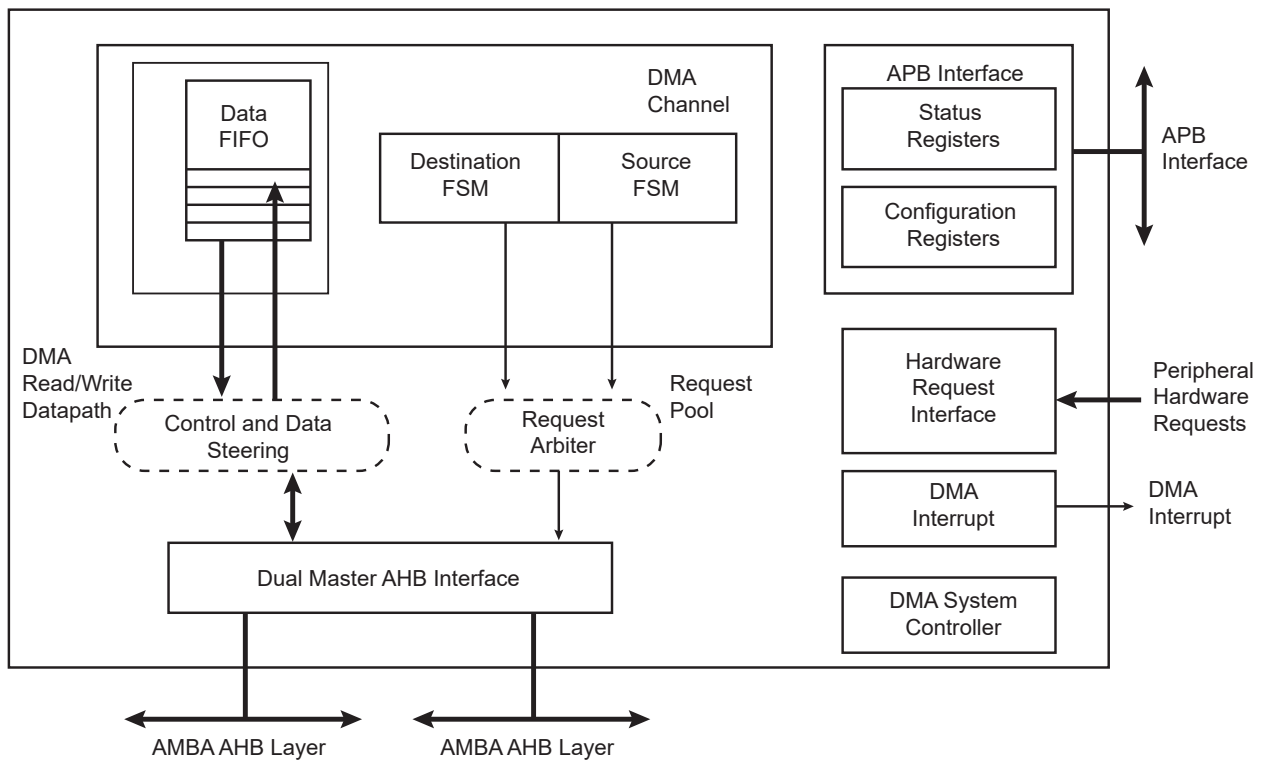 DMA
Channel
Data
FIFO
Destination
FSM
Source
FSM
APB Interface
Status
Registers
Configuration
Registers
APB
Interface
DMA
Read/Write
Datapath
Control and Data
Steering
Request
Arbiter
Request
Pool
Hardware
Request
Interface
Peripheral
Hardware
Requests
DMA
Interrupt
DMA
Interrupt
Dual Master AHB Interface
DMA System
Controller
AMBA AHB Layer
AMBA AHB Layer